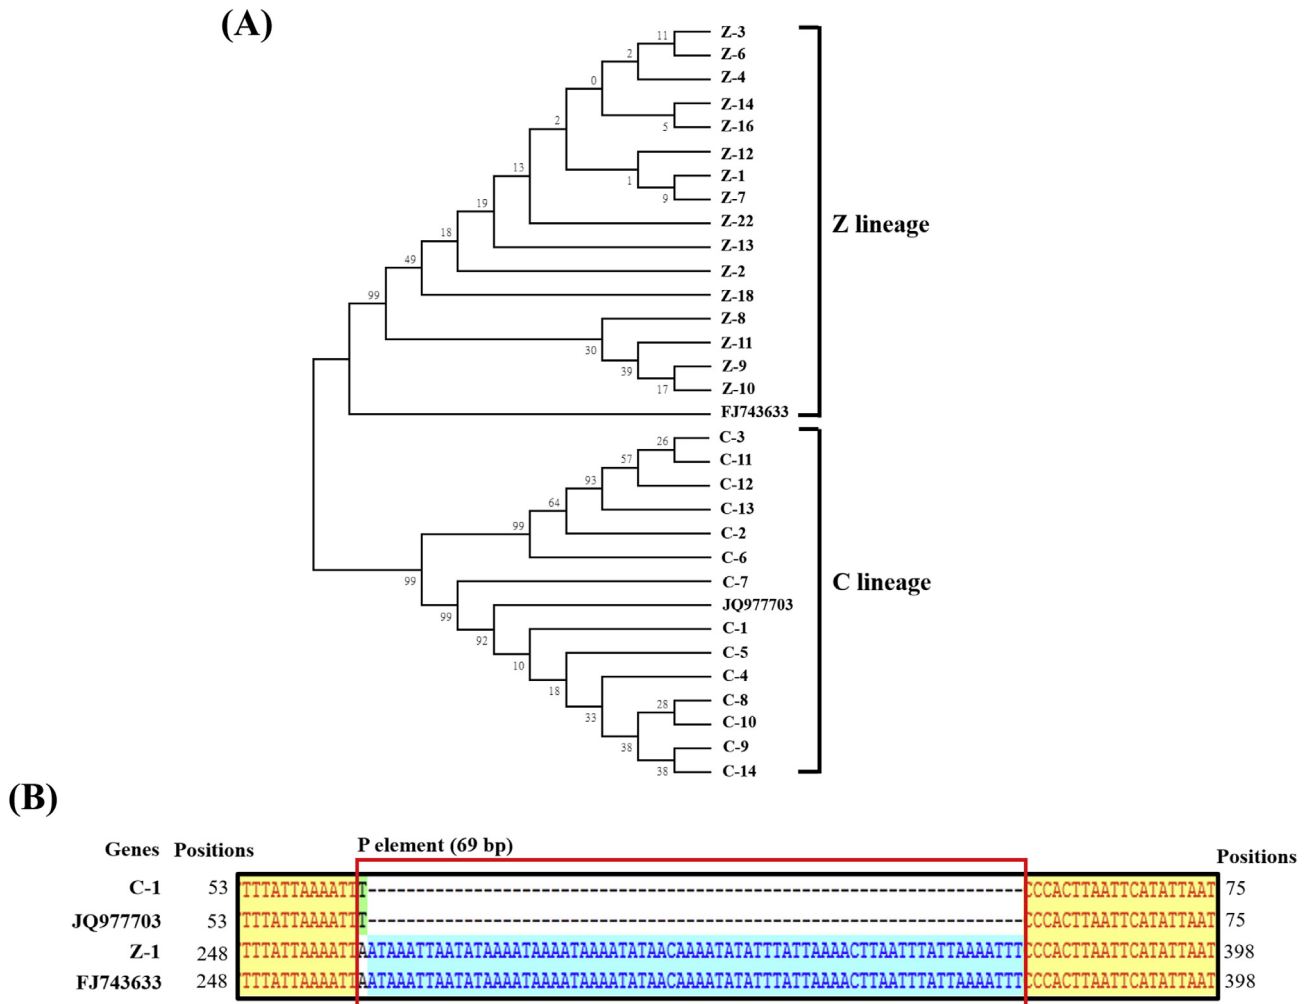 (A)
11
Z-3
2
Z-6
0
Z-4
Z-14
2
5
Z-16
Z-12
13
1
Z-1
9
Z-7
19
Z-22
Z lineage
18
Z-13
49
Z-2
99
Z-18
Z-8
30
Z-11
39
Z-9
17
Z-10
FJ743633
26
C-3
57
C-11
93
C-12
64
C-13
99
C-2
C-6
99
C-7
C lineage
99
JQ977703
92
C-1
10
C-5
18
C-4
28
C-8
33
C-10
38
C-9
38
C-14
(B)
Genes Positions P element (69 bp) Positions
C-1 53 TTTATTAAAATTT--------------------------------------------------------------------CCCACTTAATTCATATTAAT 75
JQ977703 53 TTTATTAAAATTT--------------------------------------------------------------------CCCACTTAATTCATATTAAT 75
Z-1 248 TTTATTAAAATTAATAAATTAATATAAAATAAAATAAAATATAACAAAATATATTTATTAAAACTTAATTTATTAAAATTTCCCACTTAATTCATATTAAT 398
FJ743633 248 TTTATTAAAATTAATAAATTAATATAAAATAAAATAAAATATAACAAAATATATTTATTAAAACTTAATTTATTAAAATTTCCCACTTAATTCATATTAAT 398